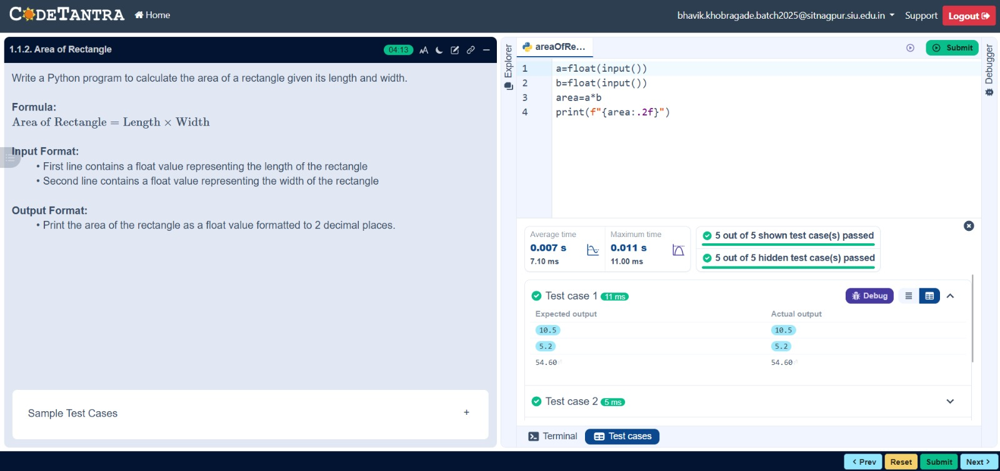 CODETANTRA Home bhavik.khobragade.batch2025@sitnagpur.siu.edu.in Support Logout
1.1.2. Area of Rectangle 04:13 AA
Write a Python program to calculate the area of a rectangle given its length and width.
Formula:
Area of Rectangle = Length × Width
Input Format:
• First line contains a float value representing the length of the rectangle
• Second line contains a float value representing the width of the rectangle
Output Format:
• Print the area of the rectangle as a float value formatted to 2 decimal places.
Sample Test Cases +
Explorer
areaOfRe...
Submit
Debugger
1 a=float(input())
2 b=float(input())
3 area=a*b
4 print(f"{area:.2f}")
Average time
0.007 s
7.10 ms
Maximum time
0.011 s
11.00 ms
5 out of 5 shown test case(s) passed
5 out of 5 hidden test case(s) passed
Test case 1 11 ms Debug
Expected output Actual output
10.5 10.5
5.2 5.2
54.60 54.60
Test case 2 5 ms
Terminal Test cases
< Prev Reset Submit Next >